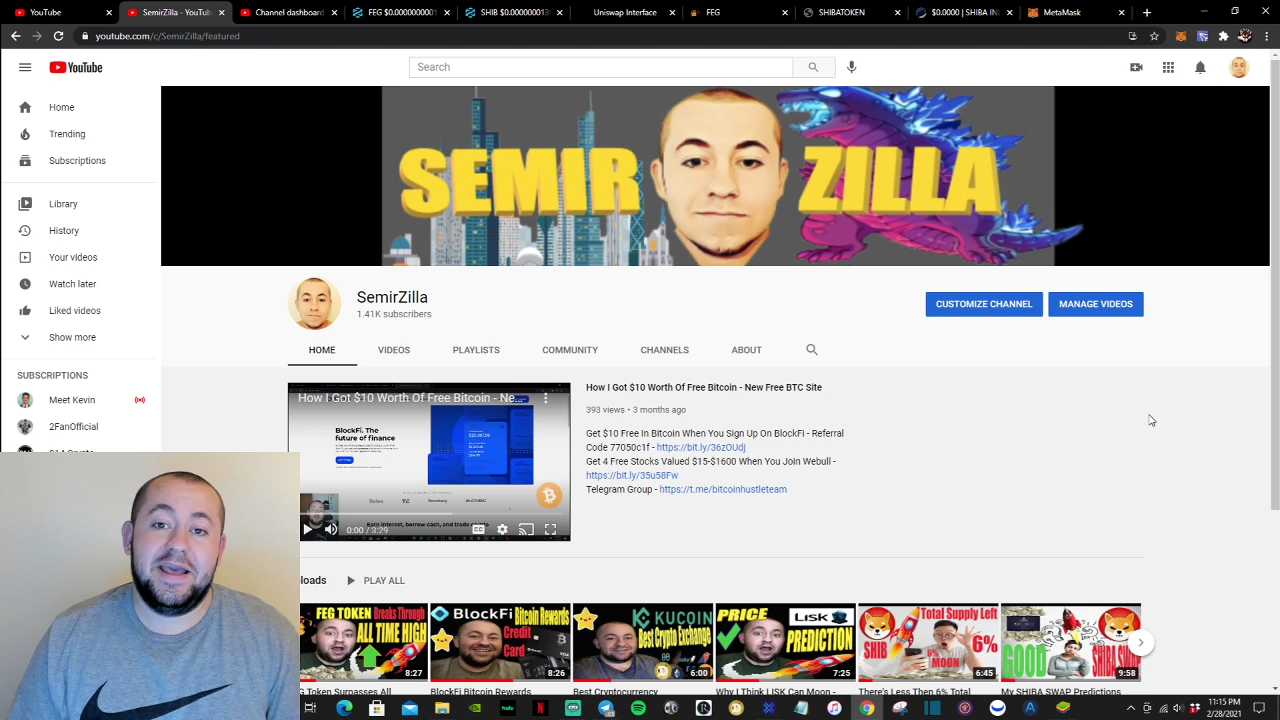 YouTube
YouTube
FEG $0.00000000
SHIB $0.00000013
Uniswap Interface
FEG
SHIBATOKEN
$0.0000 | SHIBA IN
MetaMask
youtube.com/c/SemirZilla/featured
YouTube
Search
Home
Trending
Subscriptions
Library
History
Your videos
Watch later
Liked videos
Show more
SUBSCRIPTIONS
Meet Kevin
2FanOfficial
SEMIR ZILLA
SemirZilla
1.41K subscribers
CUSTOMIZE CHANNEL
MANAGE VIDEOS
HOME VIDEOS PLAYLISTS COMMUNITY CHANNELS ABOUT
How I Got $10 Worth Of Free Bitcoin - Ne...
BlockFi. The
future of finance
0:00 / 3:29
How I Got $10 Worth Of Free Bitcoin - New Free BTC Site
393 views • 3 months ago
Get $10 Free In Bitcoin When You Sign Up On BlockFi - Referral
Code 77050c1f - https://bit.ly/36zOUdj
Get 4 Free Stocks Valued $15-$1600 When You Join Webull -
https://bit.ly/35u58Fw
Telegram Group - https://t.me/bitcoinhustleteam
loads
PLAY ALL
FEG TOKEN Breaks Through
ALL TIME HIGH
8:27
BlockFi Bitcoin Rewards
Credit
Card
8:26
KUCOIN
Best Crypto Exchange
6:00
PRICE
Lisk
PREDICTION
7:25
Total Supply Left
SHIB
6%
MOON
6%
6:45
GOOD
SHIBA SWAP
9:58
G Token Surpasses All
BlockFi Bitcoin Rewards
Best Cryptocurrency
Why I Think LISK Can Moon -
There's Less Then 6% Total
My SHIBA SWAP Predictions
hulu
11:15 PM
2/28/2021